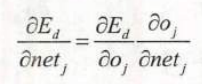 ∂E_d/∂net_j = ∂E_d/∂o_j ∂o_j/∂net_j